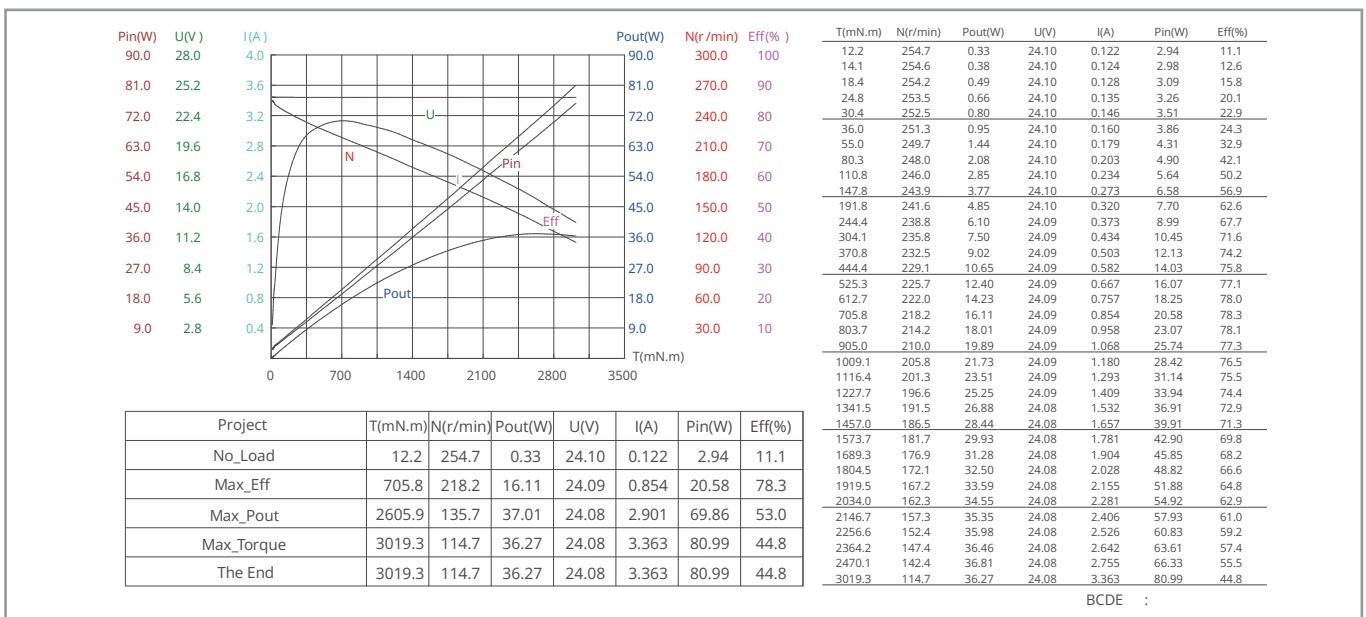 Pin(W) U(V ) I(A ) Pout(W) N(r/min) Eff(% )
90.0 28.0 4.0 90.0 300.0 100
81.0 25.2 3.6 81.0 270.0 90
72.0 22.4 3.2 U 72.0 240.0 80
63.0 19.6 2.8 N 63.0 210.0 70
54.0 16.8 2.4 I Pin 54.0 180.0 60
45.0 14.0 2.0 Eff 45.0 150.0 50
36.0 11.2 1.6 36.0 120.0 40
27.0 8.4 1.2 27.0 90.0 30
18.0 5.6 0.8 Pout 18.0 60.0 20
9.0 2.8 0.4 9.0 30.0 10
T(mN.m)
0 700 1400 2100 2800 3500
Project T(mN.m) N(r/min) Pout(W) U(V) I(A) Pin(W) Eff(%)
No_Load 12.2 254.7 0.33 24.10 0.122 2.94 11.1
Max_Eff 705.8 218.2 16.11 24.09 0.854 20.58 78.3
Max_Pout 2605.9 135.7 37.01 24.08 2.901 69.86 53.0
Max_Torque 3019.3 114.7 36.27 24.08 3.363 80.99 44.8
The End 3019.3 114.7 36.27 24.08 3.363 80.99 44.8
T(mN.m) N(r/min) Pout(W) U(V) I(A) Pin(W) Eff(%)
12.2 254.7 0.33 24.10 0.122 2.94 11.1
14.1 254.6 0.38 24.10 0.124 2.98 12.6
18.4 254.2 0.49 24.10 0.128 3.09 15.8
24.8 253.5 0.66 24.10 0.135 3.26 20.1
30.4 252.5 0.80 24.10 0.146 3.51 22.9
36.0 251.3 0.95 24.10 0.160 3.86 24.3
55.0 249.7 1.44 24.10 0.179 4.31 32.9
80.3 248.0 2.08 24.10 0.203 4.90 42.1
110.8 246.0 2.85 24.10 0.234 5.64 50.2
147.8 243.9 3.77 24.10 0.273 6.58 56.9
191.8 241.6 4.85 24.10 0.320 7.70 62.6
244.4 238.8 6.10 24.09 0.373 8.99 67.7
304.1 235.8 7.50 24.09 0.434 10.45 71.6
370.8 232.5 9.02 24.09 0.503 12.13 74.2
444.4 229.1 10.65 24.09 0.582 14.03 75.8
525.3 225.7 12.40 24.09 0.667 16.07 77.1
612.7 222.0 14.23 24.09 0.757 18.25 78.0
705.8 218.2 16.11 24.09 0.854 20.58 78.3
803.7 214.2 18.01 24.09 0.958 23.07 78.1
905.0 210.0 19.89 24.09 1.068 25.74 77.3
1009.1 205.8 21.73 24.09 1.180 28.42 76.5
1116.4 201.3 23.51 24.09 1.293 31.14 75.5
1227.7 196.6 25.25 24.09 1.409 33.94 74.4
1341.5 191.5 26.88 24.08 1.532 36.91 72.9
1457.0 186.5 28.44 24.08 1.657 39.91 71.3
1573.7 181.7 29.93 24.08 1.781 42.90 69.8
1689.3 176.9 31.28 24.08 1.904 45.85 68.2
1804.5 172.1 32.50 24.08 2.028 48.82 66.6
1919.5 167.2 33.59 24.08 2.155 51.88 64.8
2034.0 162.3 34.55 24.08 2.281 54.92 62.9
2146.7 157.3 35.35 24.08 2.406 57.93 61.0
2256.6 152.4 35.98 24.08 2.526 60.83 59.2
2364.2 147.4 36.46 24.08 2.642 63.61 57.4
2470.1 142.4 36.81 24.08 2.755 66.33 55.5
3019.3 114.7 36.27 24.08 3.363 80.99 44.8
BCDE :